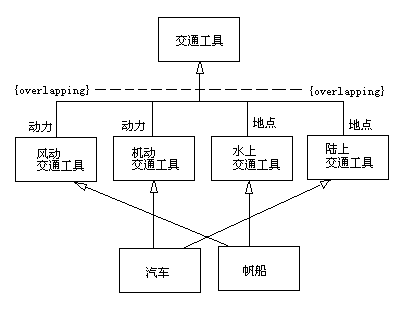 交通工具
{overlapping}
{overlapping}
动力
动力
地点
地点
风动
交通工具
机动
交通工具
水上
交通工具
陆上
交通工具
汽车
帆船